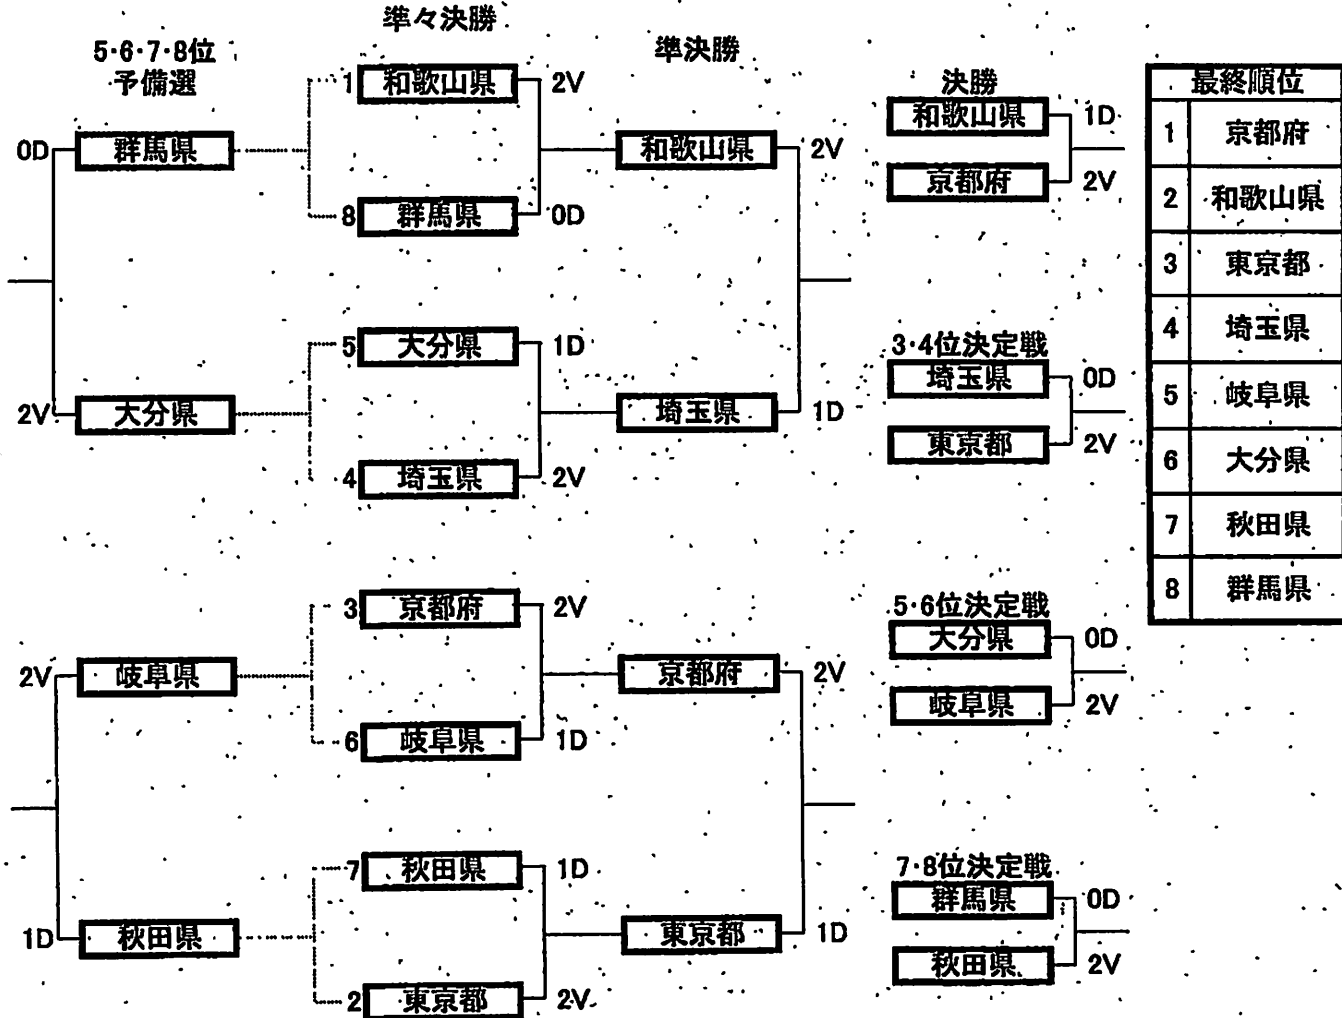 準々決勝
5・6・7・8位
予備選
準決勝
決勝
最終順位
1 和歌山県 2V
和歌山県 1D
0D 群馬県
和歌山県 2V
1 京都府
京都府 2V
8 群馬県 0D
2 和歌山県
3 東京都
5 大分県 1D
4 埼玉県
3・4位決定戦
埼玉県 0D
2V 大分県
埼玉県 1D
5 岐阜県
東京都 2V
4 埼玉県 2V
6 大分県
7 秋田県
8 群馬県
3 京都府 2V
5・6位決定戦
大分県 0D
2V 岐阜県
京都府 2V
岐阜県 2V
6 岐阜県 1D
7 秋田県 1D
7・8位決定戦
群馬県 0D
1D 秋田県
東京都 1D
秋田県 2V
2 東京都 2V